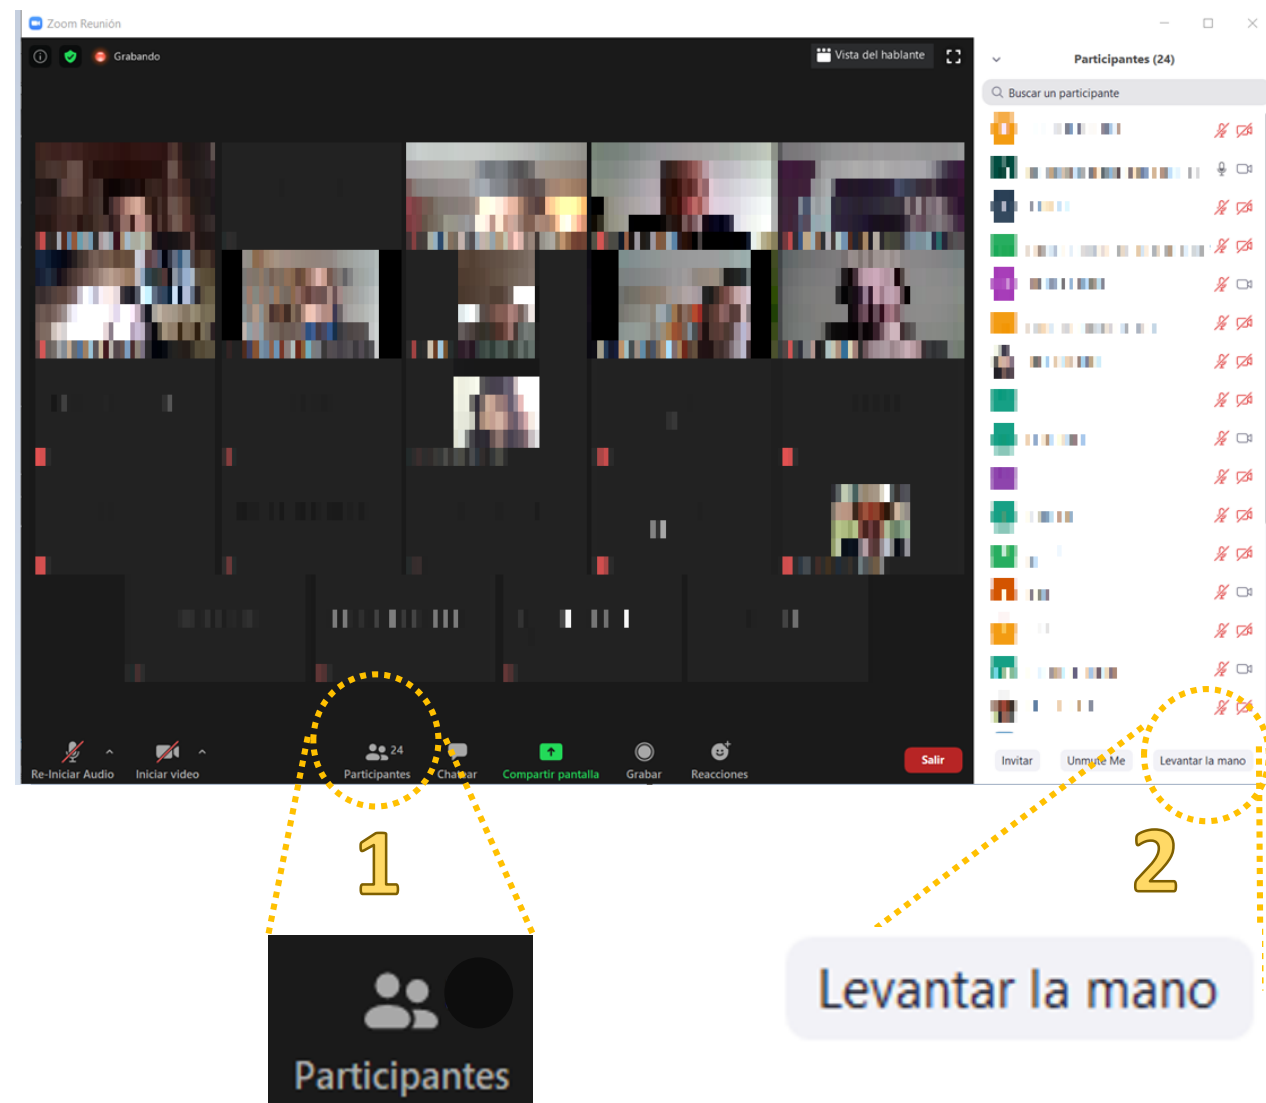 Zoom Reunión
Grabando
Vista del hablante
Participantes (24)
Buscar un participante
Re-Iniciar Audio
Iniciar video
24
Participantes
Chatear
Compartir pantalla
Grabar
Reacciones
Salir
Invitar
Unmute Me
Levantar la mano
1
2
Participantes
Levantar la mano